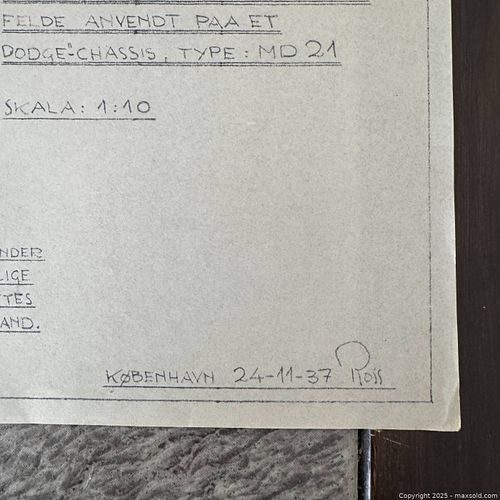 FELDE ANVENDT PAA ET
DODGE-CHASSIS, TYPE: MD 21
SKALA: 1:10
NDER
LIGE
TES
AND.
KØBENHAVN 24-11-37
Copyright © 2025 - www.maxsold.com